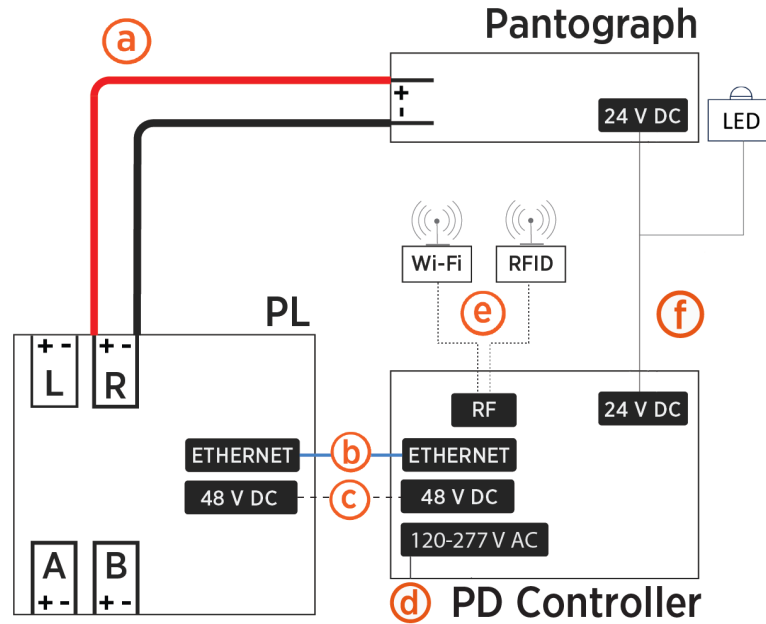 Pantograph
a
+
-
24 V DC
LED
Wi-Fi
RFID
e
f
PL
+ -
L
+ -
R
RF
24 V DC
ETHERNET
b
ETHERNET
48 V DC
c
48 V DC
120-277 V AC
A
+ -
B
+ -
d
PD Controller